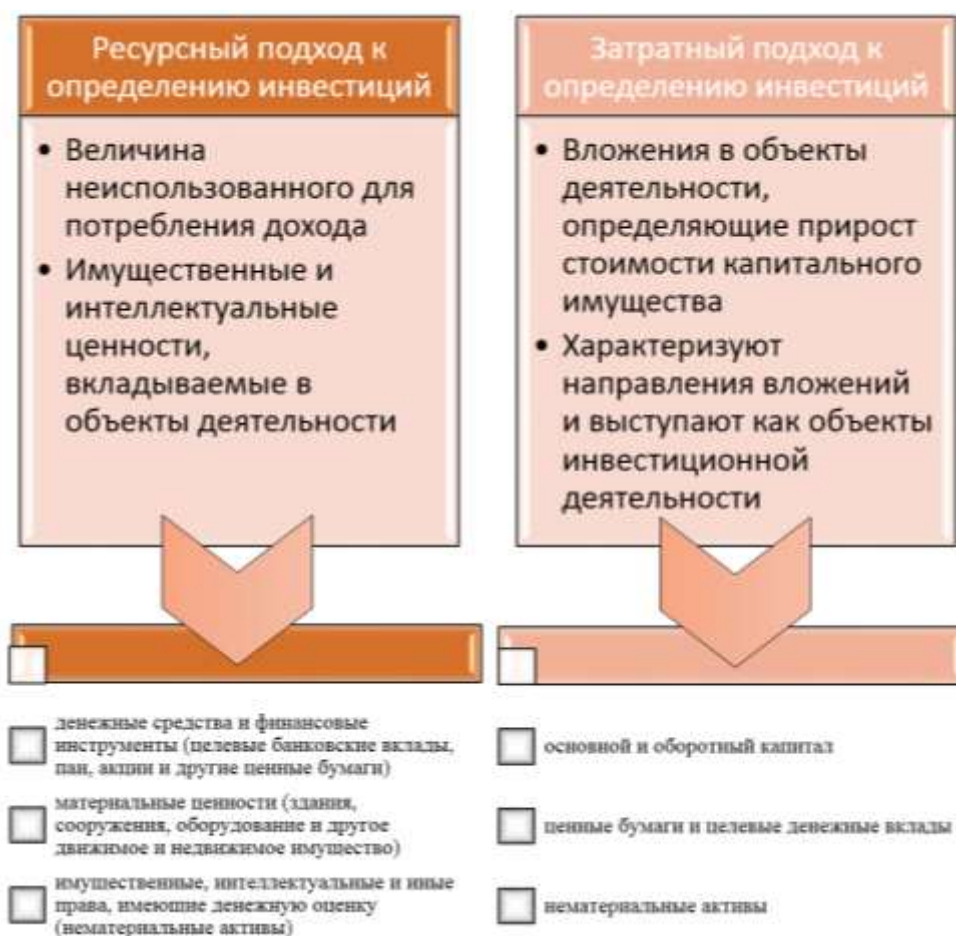 Ресурсный подход к
определению инвестиций
• Величина
неиспользованного для
потребления дохода
• Имущественные и
интеллектуальные
ценности,
вкладываемые в
объекты деятельности
Затратный подход к
определению инвестиций
• Вложения в объекты
деятельности,
определяющие прирост
стоимости капитального
имущества
• Характеризуют
направления вложений
и выступают как объекты
инвестиционной
деятельности
денежные средства и финансовые
инструменты (целевые банковские вклады,
паи, акции и другие ценные бумаги)
материальные ценности (здания,
сооружения, оборудование и другое
движимое и недвижимое имущество)
имущественные, интеллектуальные и иные
права, имеющие денежную оценку
(нематериальные активы)
основной и оборотный капитал
ценные бумаги и целевые денежные вклады
нематериальные активы